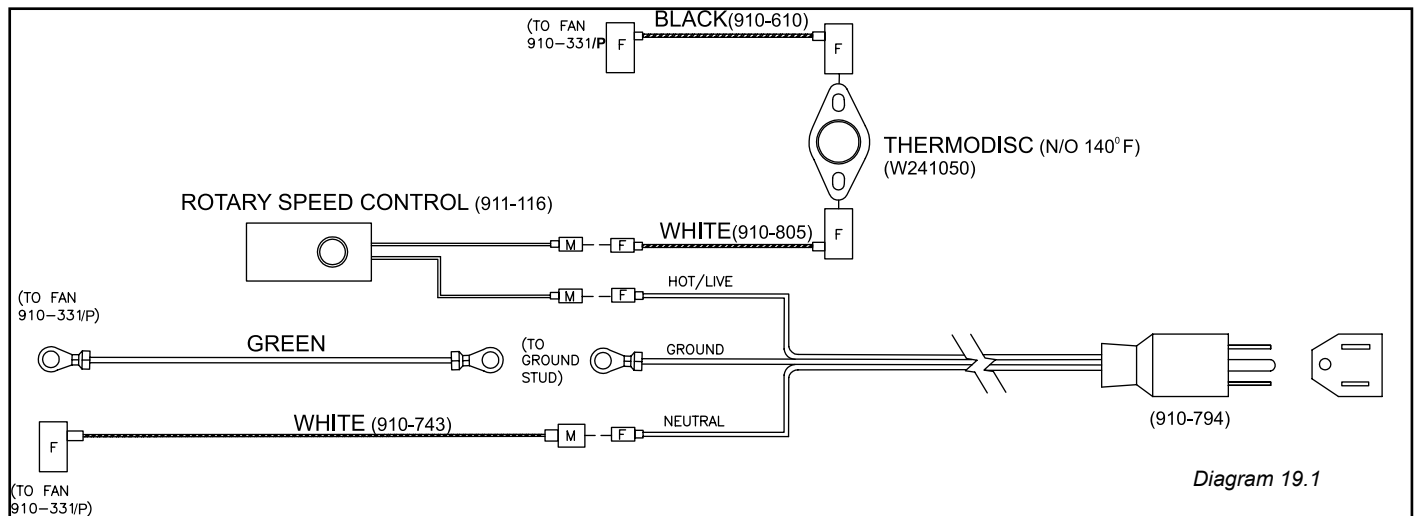 (TO FAN
910-331/P
F
BLACK(910-610)
F
THERMODISC (N/O 140⁰F)
(W241050)
ROTARY SPEED CONTROL (911-116)
M
F
WHITE(910-805)
F
HOT/LIVE
M
F
(TO FAN
910-331/P)
GREEN
(TO
GROUND
STUD)
GROUND
WHITE (910-743)
M
F
NEUTRAL
(910-794)
F
(TO FAN
910-331/P)
Diagram 19.1